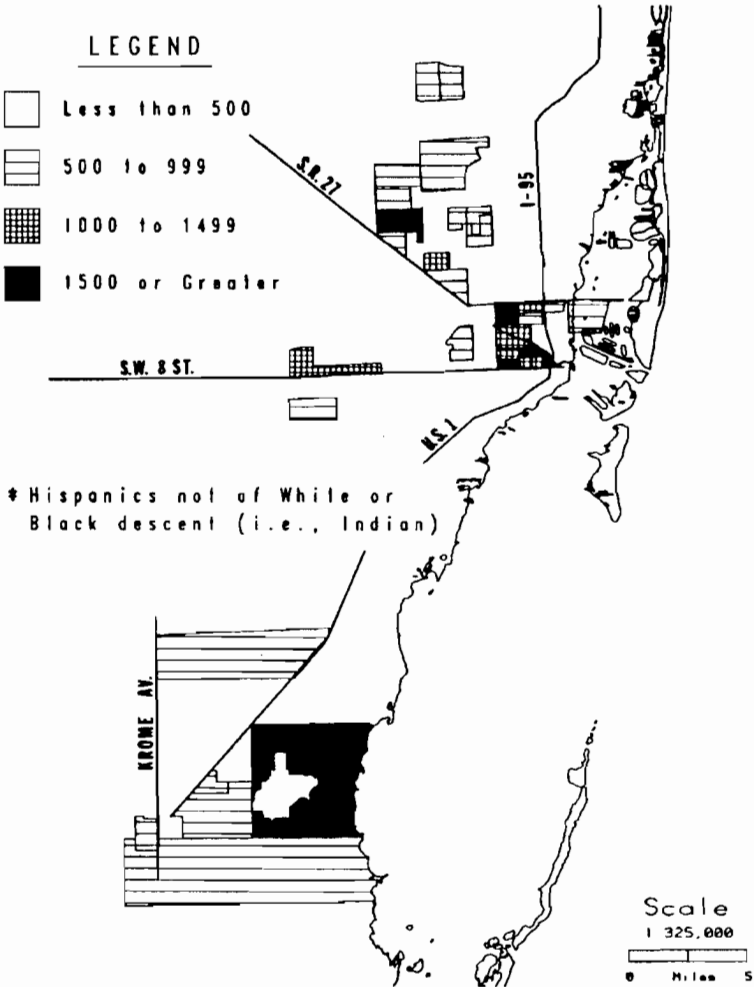 LEGEND
Less than 500
500 to 999
1000 to 1499
1500 or Greater
S.R. 27
I-95
S.W. 8 ST.
U.S. 1
* Hispanics not of White or
Black descent (i.e., Indian)
KROME AV.
Scale
1 325,000
0 Miles 5